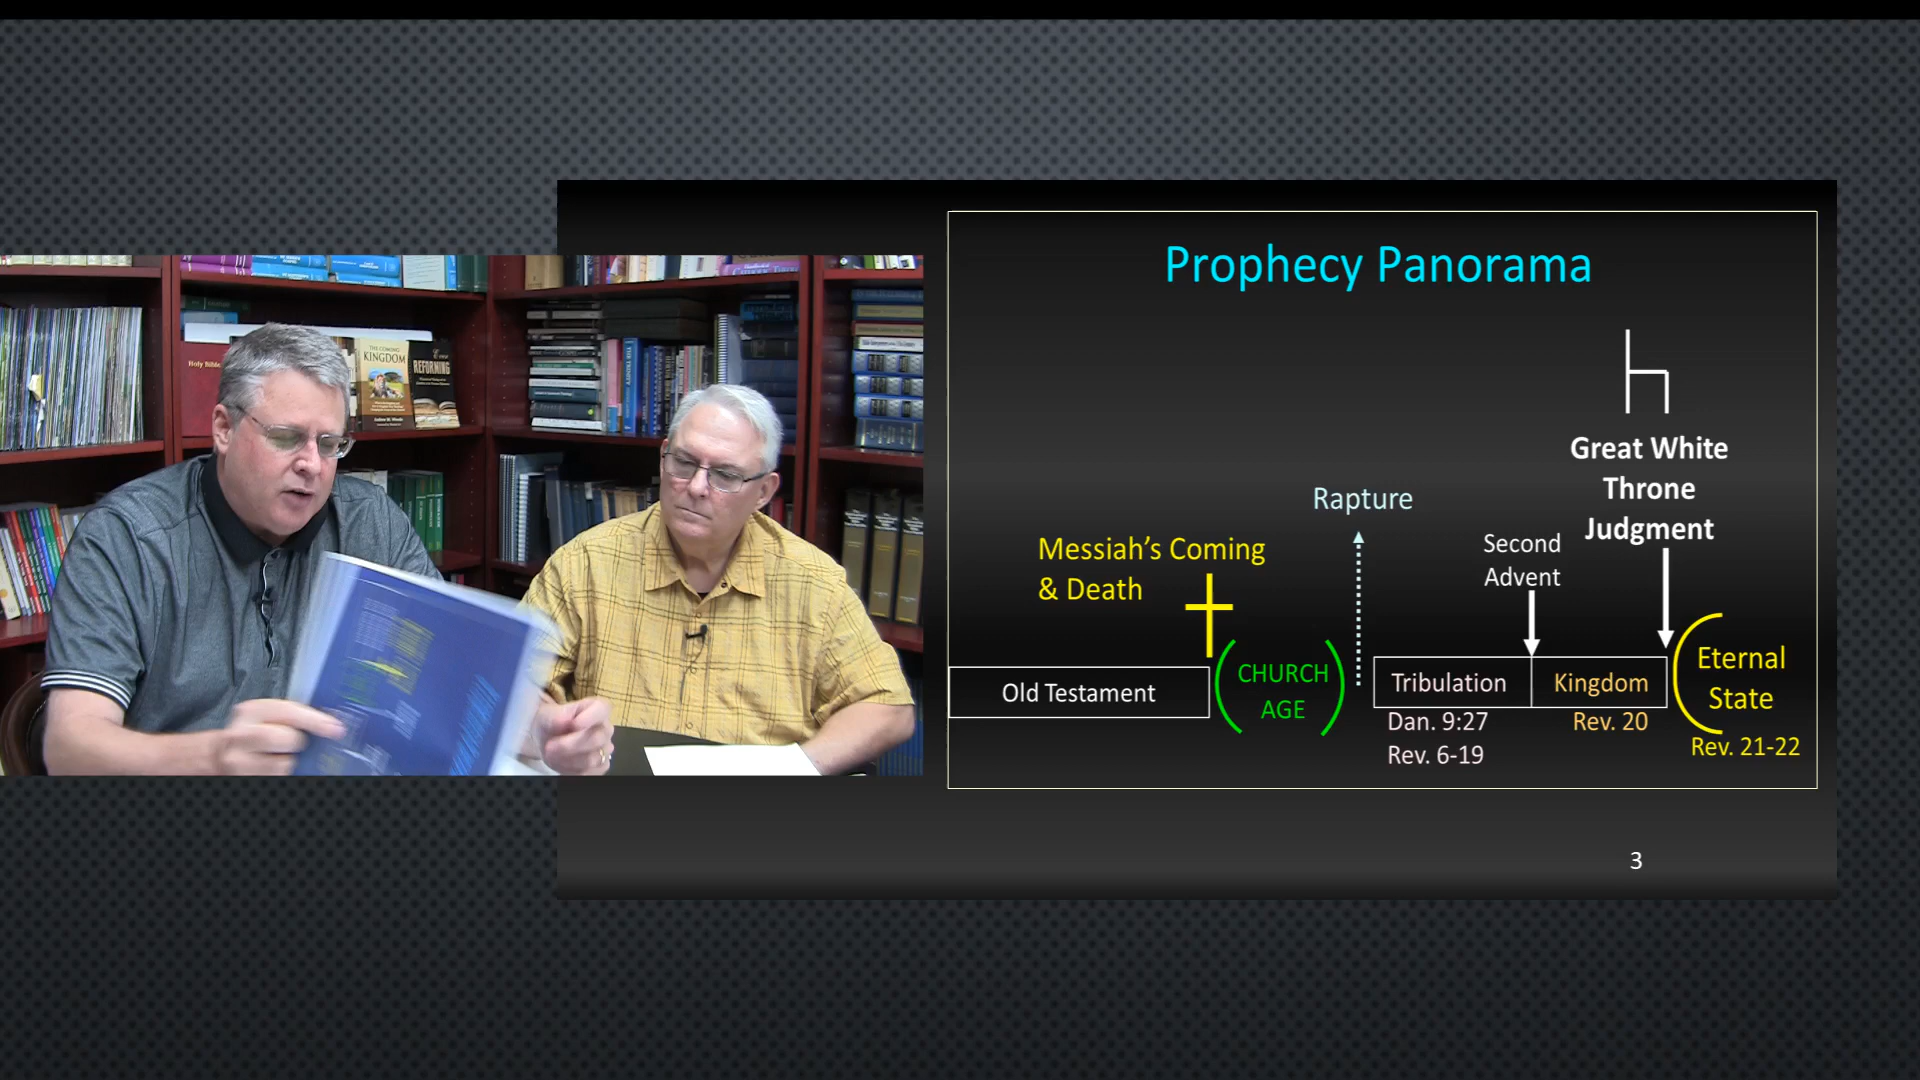 Prophecy Panorama
Great White
Throne
Judgment
Rapture
Second
Advent
Messiah's Coming
& Death
Old Testament
CHURCH
AGE
Tribulation
Kingdom
Eternal
State
Dan. 9:27
Rev. 6-19
Rev. 20
Rev. 21-22
3
Holy Bible
THE COMING
KINGDOM
REFORMING